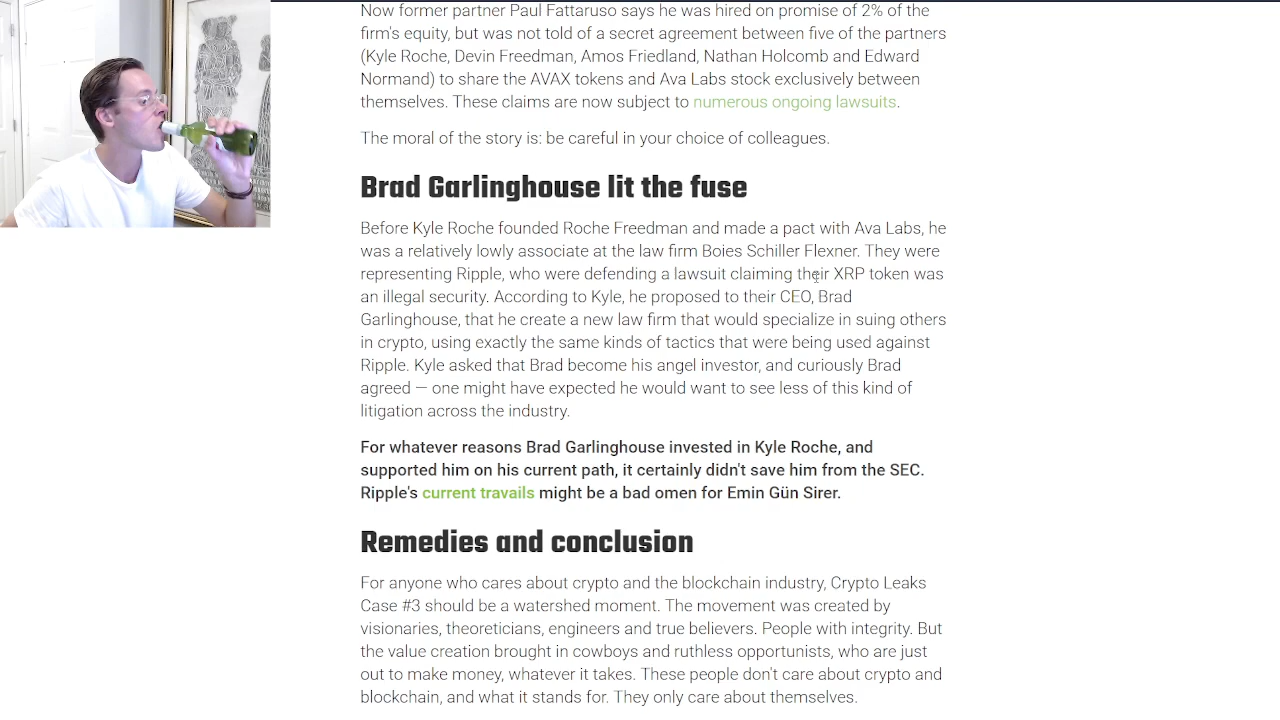 Now former partner Paul Fattaruso says he was hired on promise of 2% of the
firm's equity, but was not told of a secret agreement between five of the partners
(Kyle Roche, Devin Freedman, Amos Friedland, Nathan Holcomb and Edward
Normand) to share the AVAX tokens and Ava Labs stock exclusively between
themselves. These claims are now subject to numerous ongoing lawsuits.
The moral of the story is: be careful in your choice of colleagues.
Brad Garlinghouse lit the fuse
Before Kyle Roche founded Roche Freedman and made a pact with Ava Labs, he
was a relatively lowly associate at the law firm Boies Schiller Flexner. They were
representing Ripple, who were defending a lawsuit claiming their XRP token was
an illegal security. According to Kyle, he proposed to their CEO, Brad
Garlinghouse, that he create a new law firm that would specialize in suing others
in crypto, using exactly the same kinds of tactics that were being used against
Ripple. Kyle asked that Brad become his angel investor, and curiously Brad
agreed — one might have expected he would want to see less of this kind of
litigation across the industry.
For whatever reasons Brad Garlinghouse invested in Kyle Roche, and
supported him on his current path, it certainly didn't save him from the SEC.
Ripple's current travails might be a bad omen for Emin Gün Sirer.
Remedies and conclusion
For anyone who cares about crypto and the blockchain industry, Crypto Leaks
Case #3 should be a watershed moment. The movement was created by
visionaries, theoreticians, engineers and true believers. People with integrity. But
the value creation brought in cowboys and ruthless opportunists, who are just
out to make money, whatever it takes. These people don't care about crypto and
blockchain, and what it stands for. They only care about themselves.